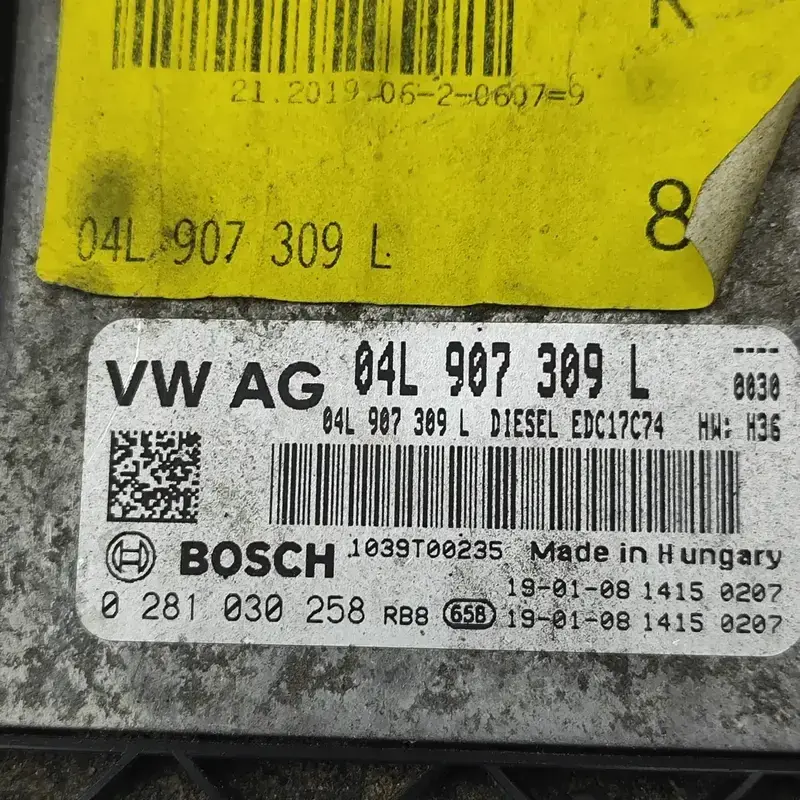 K
21.2019.06-2-0607=9
04L 907 309 L
8
VW AG 04L 907 309 L ----
0030
04L 907 309 L DIESEL EDC17C74 HW: H36
BOSCH 1039T00235 Made in Hungary
19-01-08 1415 0207
0 281 030 258 RB8 658 19-01-08 1415 0207